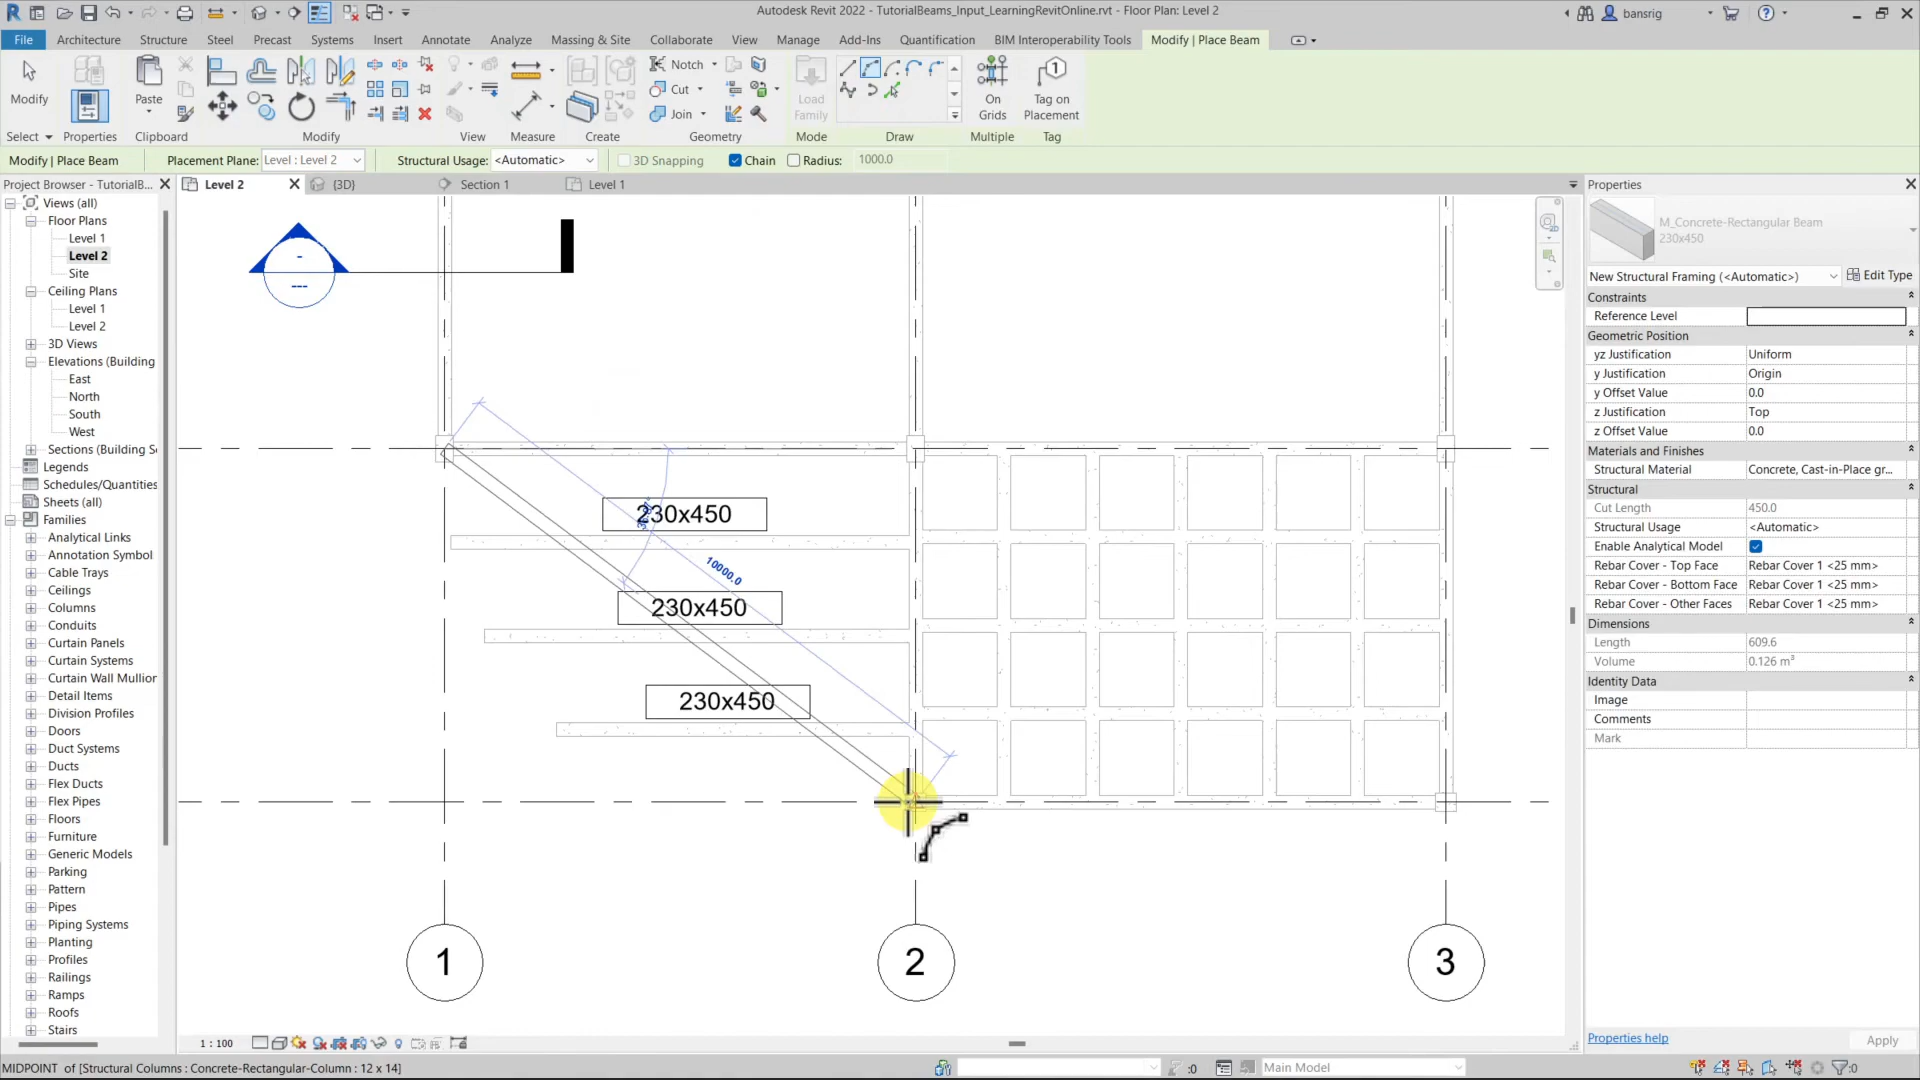 Autodesk Revit 2022 - TutorialBeams_Input_LearningRevitOnline.rvt - Floor Plan: Level 2
bansrig
File
Architecture
Structure
Steel
Precast
Systems
Insert
Annotate
Analyze
Massing & Site
Collaborate
View
Manage
Add-Ins
Quantification
BIM Interoperability Tools
Modify | Place Beam
Modify
Paste
Notch
Cut
Join
Load
Family
On
Grids
Tag on
Placement
Select
Properties
Clipboard
Modify
View
Measure
Create
Geometry
Mode
Draw
Multiple
Tag
Modify | Place Beam
Placement Plane:
Level : Level 2
Structural Usage:
<Automatic>
3D Snapping
Chain
Radius:
1000.0
Project Browser - TutorialB...
Level 2
{3D}
Section 1
Level 1
Views (all)
Floor Plans
Level 1
Level 2
Site
Ceiling Plans
Level 1
Level 2
3D Views
Elevations (Building
East
North
South
West
Sections (Building S
Legends
Schedules/Quantities
Sheets (all)
Families
Analytical Links
Annotation Symbol
Cable Trays
Ceilings
Columns
Conduits
Curtain Panels
Curtain Systems
Curtain Wall Mullion
Detail Items
Division Profiles
Doors
Duct Systems
Ducts
Flex Ducts
Flex Pipes
Floors
Furniture
Generic Models
Parking
Pattern
Pipes
Piping Systems
Planting
Profiles
Railings
Ramps
Roofs
Stairs
-
---
230x450
10000.0
230x450
230x450
1
2
3
Properties
M_Concrete-Rectangular Beam
230x450
New Structural Framing (<Automatic>)
Edit Type
Constraints
Reference Level
Geometric Position
yz Justification
Uniform
y Justification
Origin
y Offset Value
0.0
z Justification
Top
z Offset Value
0.0
Materials and Finishes
Structural Material
Concrete, Cast-in-Place gr...
Structural
Cut Length
450.0
Structural Usage
<Automatic>
Enable Analytical Model
Rebar Cover - Top Face
Rebar Cover 1 <25 mm>
Rebar Cover - Bottom Face
Rebar Cover 1 <25 mm>
Rebar Cover - Other Faces
Rebar Cover 1 <25 mm>
Dimensions
Length
609.6
Volume
0.126 m³
Identity Data
Image
Comments
Mark
Properties help
Apply
1 : 100
MIDPOINT of [Structural Columns : Concrete-Rectangular-Column : 12 x 14]
:0
Main Model
:0